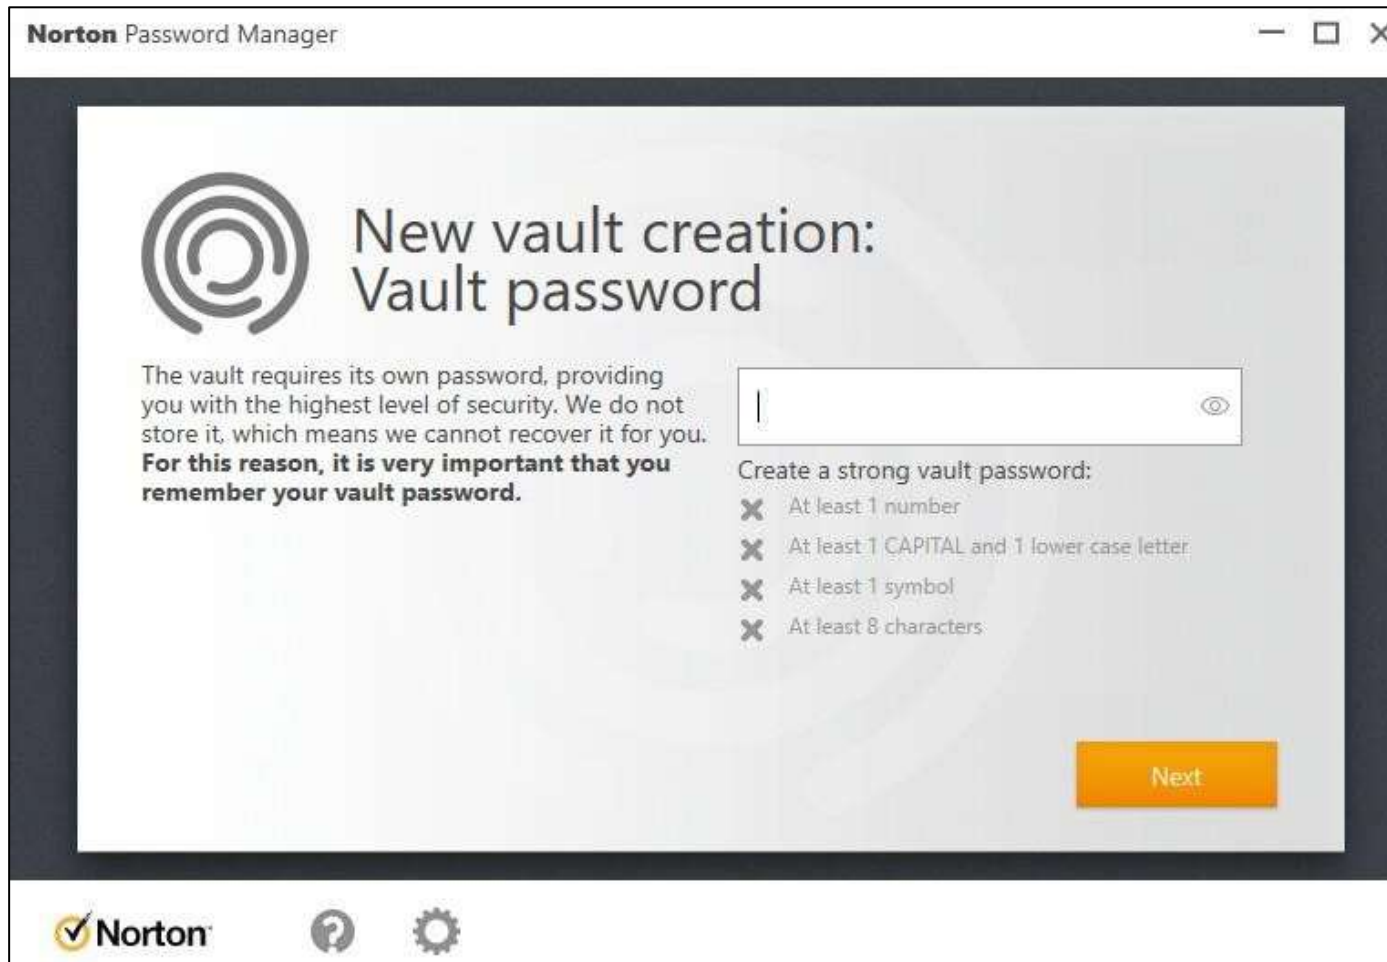 Norton Password Manager
New vault creation:
Vault password
The vault requires its own password, providing
you with the highest level of security. We do not
store it, which means we cannot recover it for you.
For this reason, it is very important that you
remember your vault password.
Create a strong vault password:
At least 1 number
At least 1 CAPITAL and 1 lower case letter
At least 1 symbol
At least 8 characters
Next
Norton